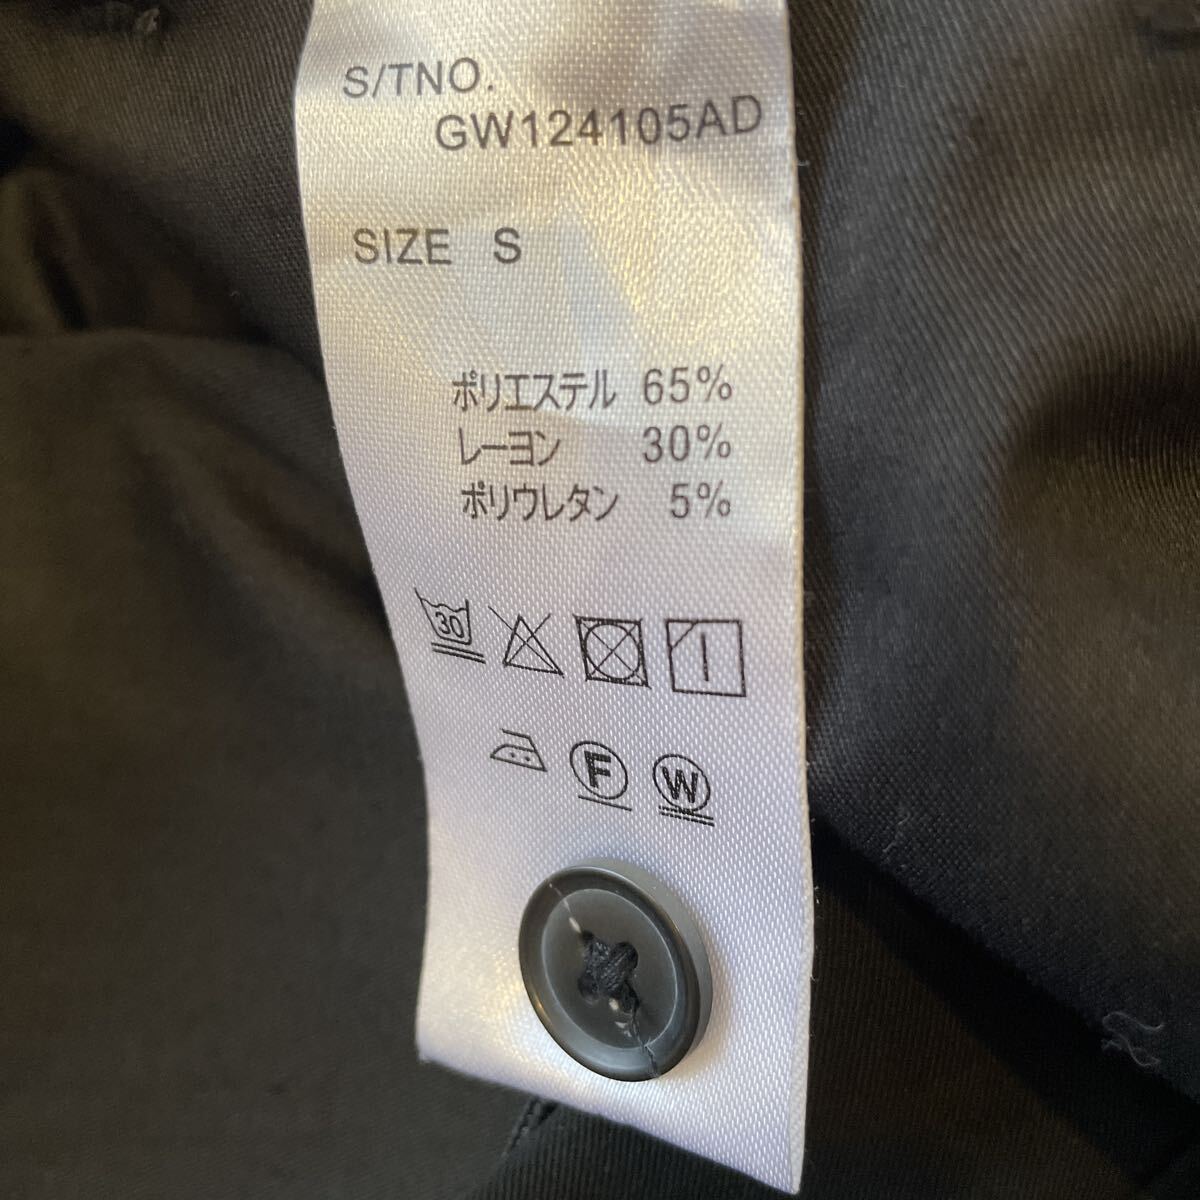 S/TNO.
GW124105AD
SIZE S
ポリエステル 65%
レーヨン 30%
ポリウレタン 5%
30
F W